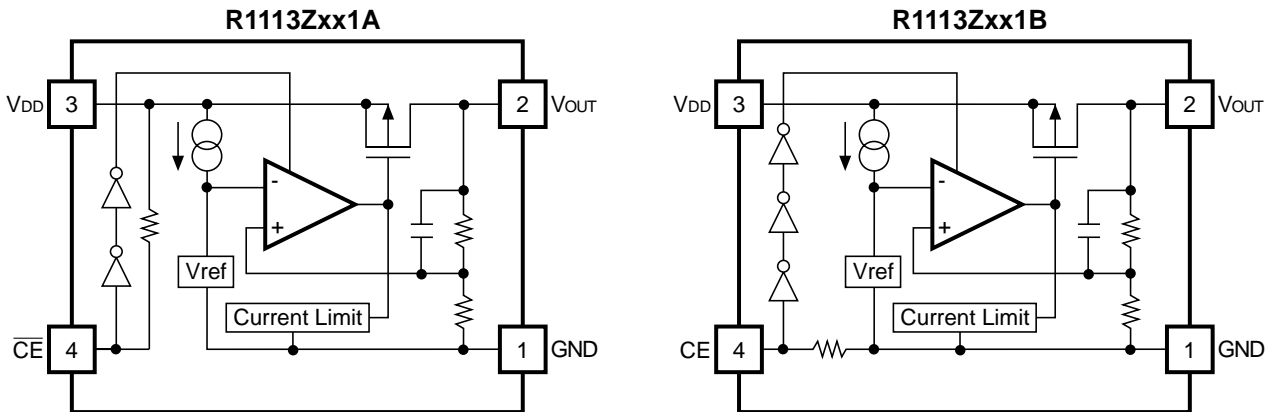 R1113Zxx1A
VDD 3
2 VOUT
-
+
Vref
Current Limit
C̅E̅ 4
1 GND
R1113Zxx1B
VDD 3
2 VOUT
-
+
Vref
Current Limit
CE 4
1 GND